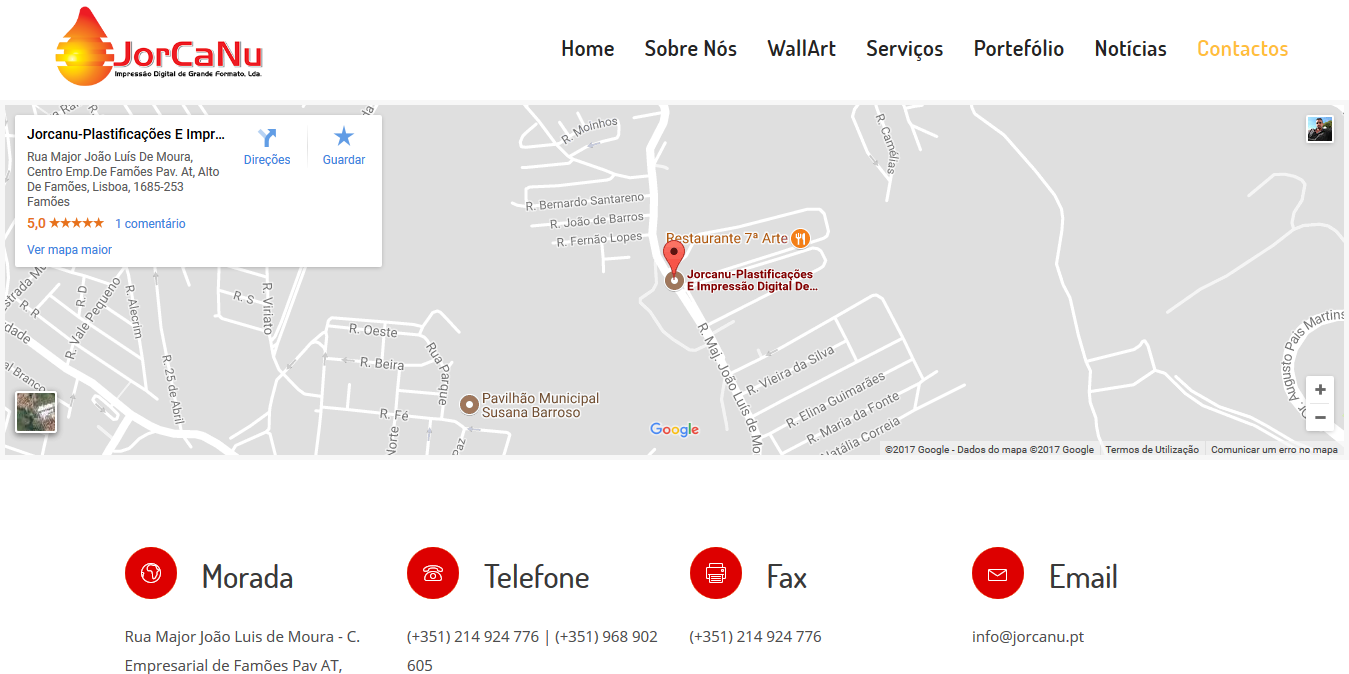 JorCaNu
Impressão Digital de Grande Formato, Lda.
Home Sobre Nós WallArt Serviços Portefólio Notícias Contactos
Jorcanu-Plastificações E Impr...
Rua Major João Luís De Moura,
Centro Emp.De Famões Pav. At, Alto
De Famões, Lisboa, 1685-253
Famões
5,0 ★★★★★ 1 comentário
Ver mapa maior
Direções
Guardar
R. Moinhos
R. Camélias
R. Bernardo Santareno
R. João de Barros
R. Fernão Lopes
Restaurante 7ª Arte
Jorcanu-Plastificações
E Impressão Digital De...
R. D
R. Vale Pequeno
R. Alecrim
R. S
R. Viriato
R. R
R. Oeste
R. Beira
Rua Parque
R. 25 de Abril
R. Fé
Norte
Pavilhão Municipal
Susana Barroso
R. Maj. João Luís de Mo
R. Vieira da Silva
R. Elina Guimarães
R. Maria da Fonte
Natália Correia
Augusto Pais Martins
Google
+
−
©2017 Google - Dados do mapa ©2017 Google Termos de Utilização Comunicar um erro no mapa
Morada
Rua Major João Luis de Moura - C.
Empresarial de Famões Pav AT,
Telefone
(+351) 214 924 776 | (+351) 968 902
605
Fax
(+351) 214 924 776
Email
info@jorcanu.pt